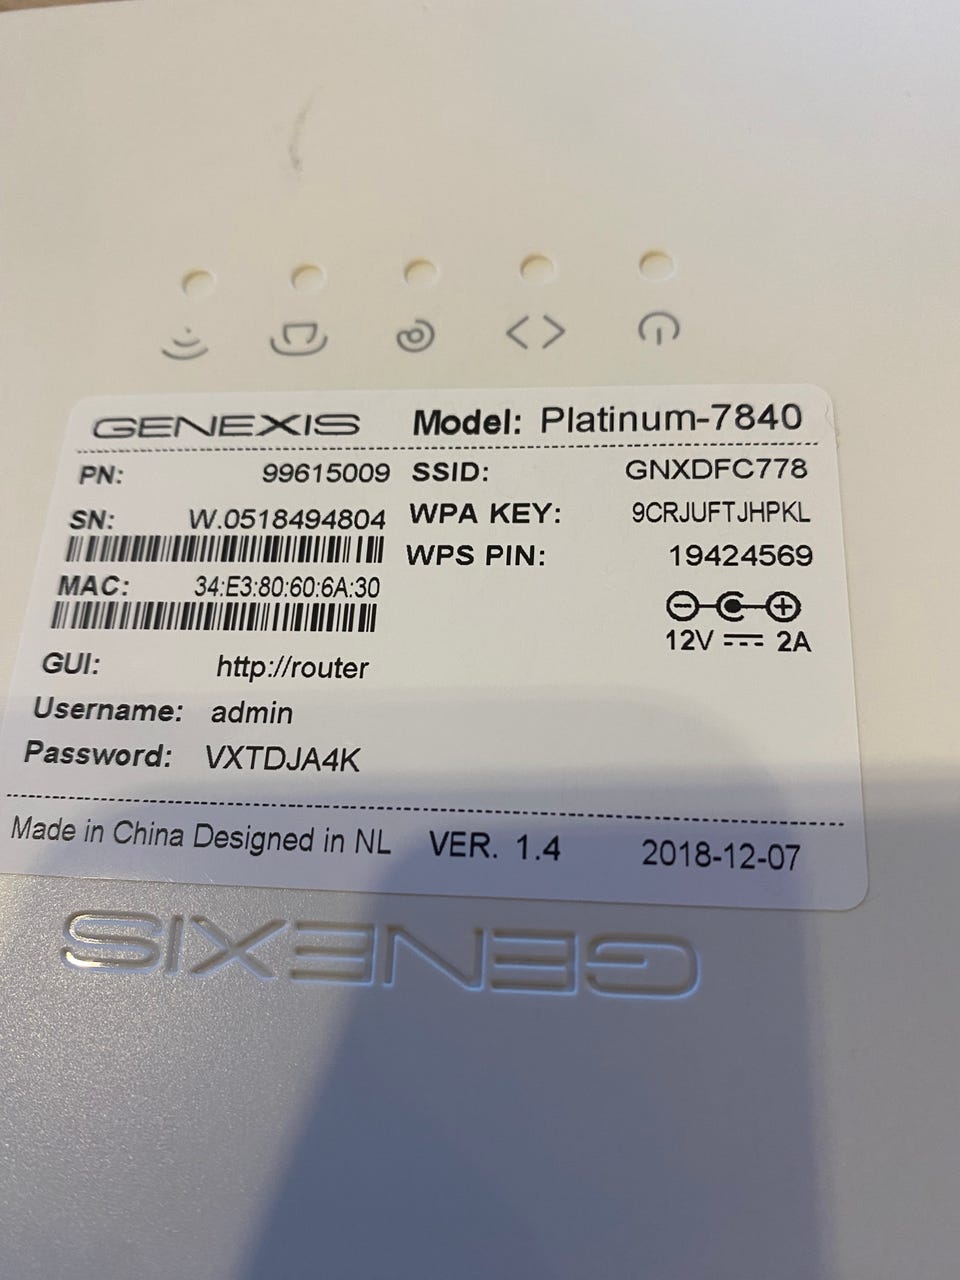 GENEXIS Model: Platinum-7840
PN: 99615009
SN: W.0518494804
MAC: 34:E3:80:60:6A:30
GUI: http://router
Username: admin
Password: VXTDJA4K
SSID: GNXDFC778
WPA KEY: 9CRJUFTJHPKL
WPS PIN: 19424569
12V 2A
Made in China Designed in NL VER. 1.4 2018-12-07
GENEXIS